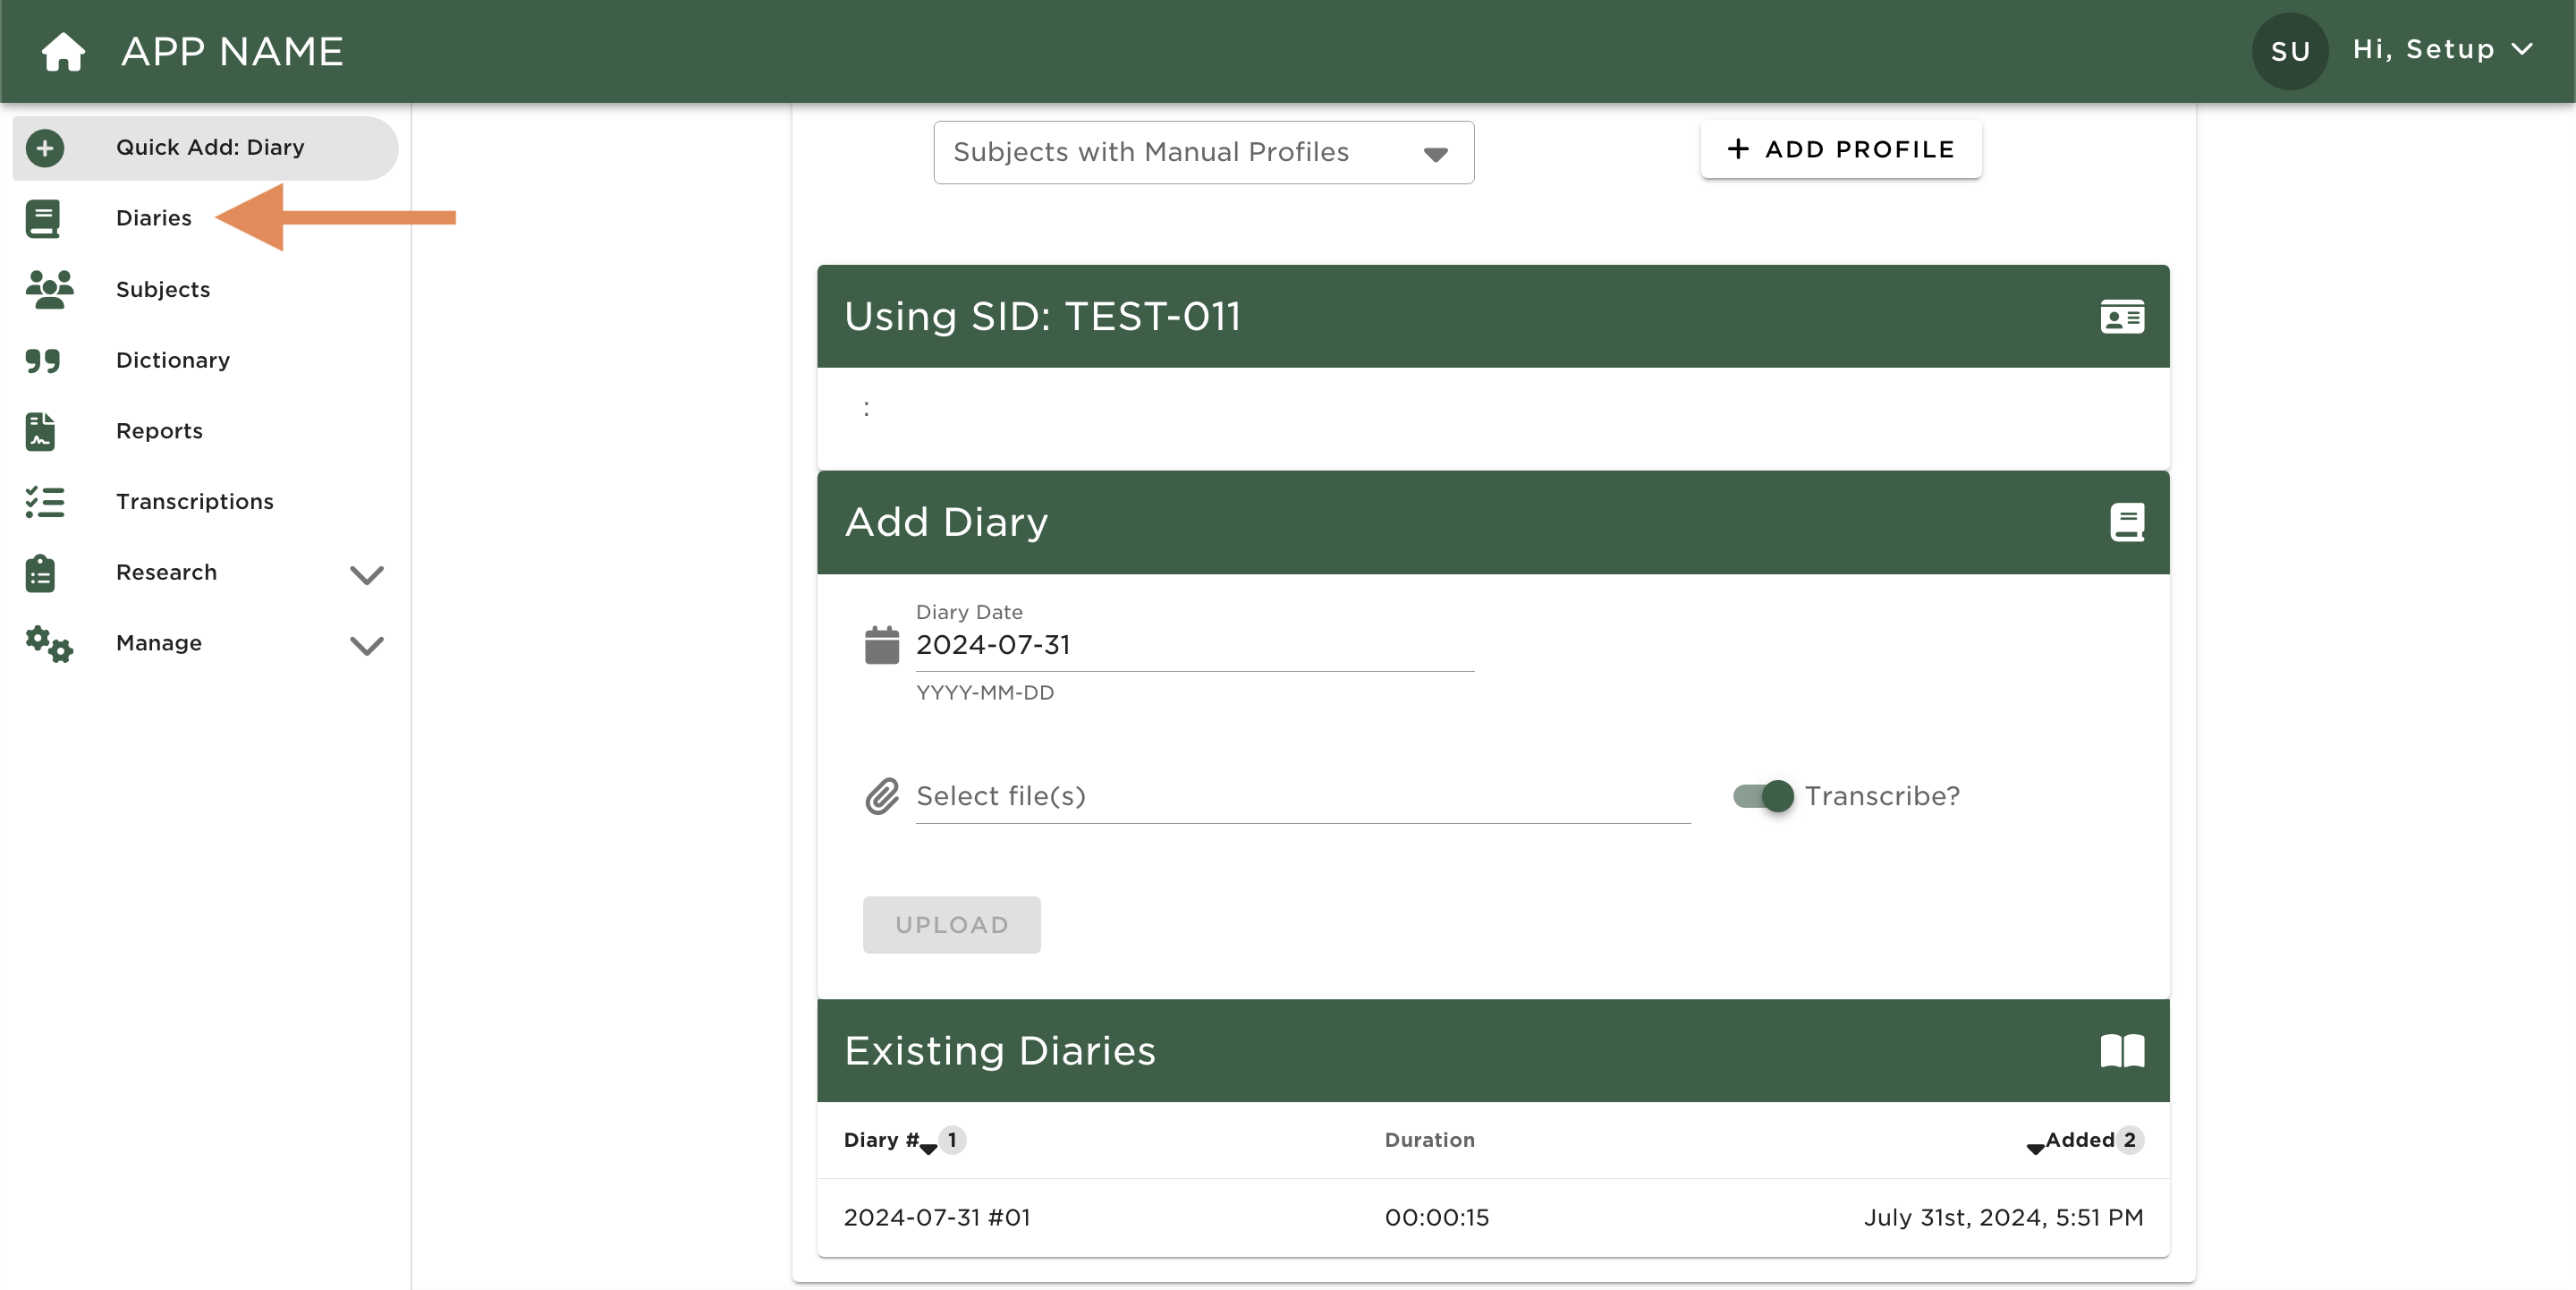 APP NAME
SU
Hi, Setup
Quick Add: Diary
Diaries
Subjects
Dictionary
Reports
Transcriptions
Research
Manage
Subjects with Manual Profiles
+ ADD PROFILE
Using SID: TEST-011
:
Add Diary
Diary Date
2024-07-31
YYYY-MM-DD
Select file(s)
Transcribe?
UPLOAD
Existing Diaries
Diary # 1 Duration Added 2
2024-07-31 #01 00:00:15 July 31st, 2024, 5:51 PM